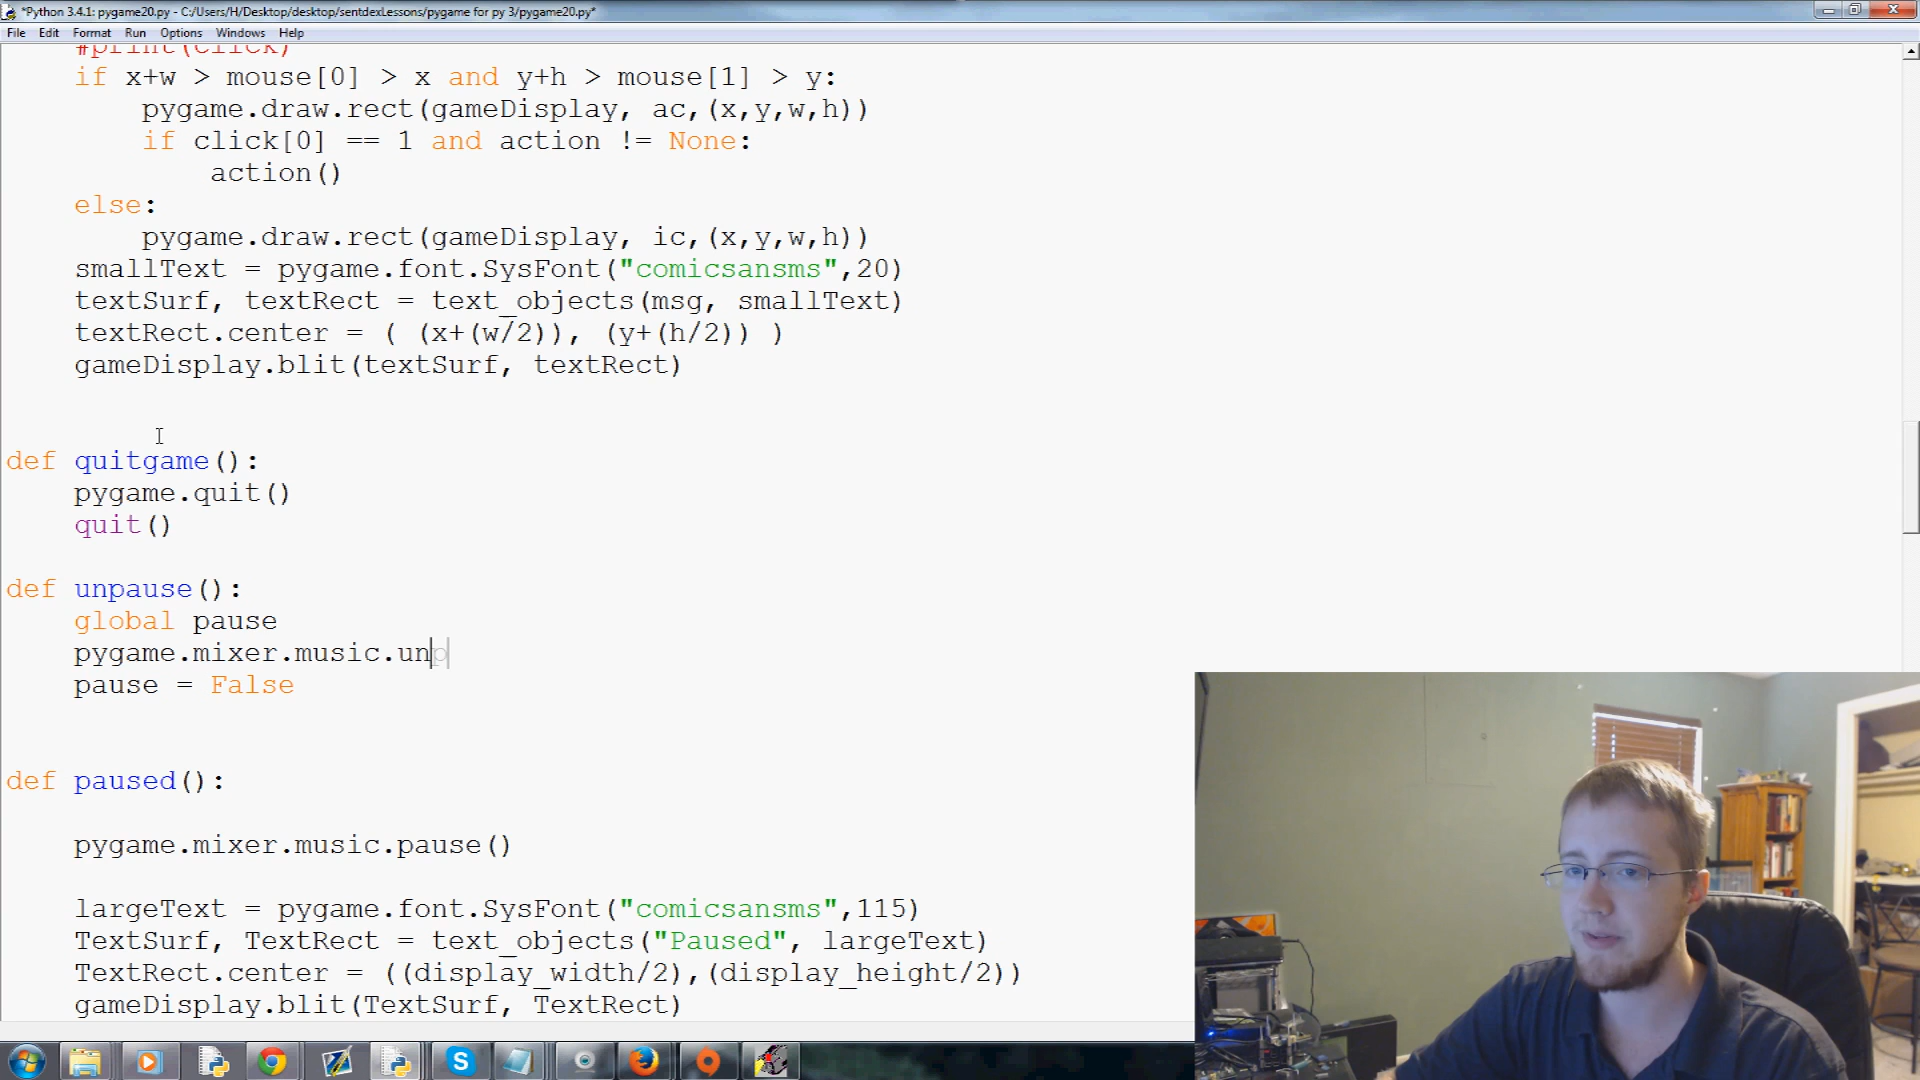 *Python 3.4.1: pygame20.py - C:/Users/H/Desktop/desktop/sentdexLessons/pygame for py 3/pygame20.py*
File Edit Format Run Options Windows Help
#print(click)
if x+w > mouse[0] > x and y+h > mouse[1] > y:
pygame.draw.rect(gameDisplay, ac,(x,y,w,h))
if click[0] == 1 and action != None:
action()
else:
pygame.draw.rect(gameDisplay, ic,(x,y,w,h))
smallText = pygame.font.SysFont("comicsansms",20)
textSurf, textRect = text_objects(msg, smallText)
textRect.center = ( (x+(w/2)), (y+(h/2)) )
gameDisplay.blit(textSurf, textRect)
def quitgame():
pygame.quit()
quit()
def unpause():
global pause
pygame.mixer.music.unp
pause = False
def paused():
pygame.mixer.music.pause()
largeText = pygame.font.SysFont("comicsansms",115)
TextSurf, TextRect = text_objects("Paused", largeText)
TextRect.center = ((display_width/2),(display_height/2))
gameDisplay.blit(TextSurf, TextRect)